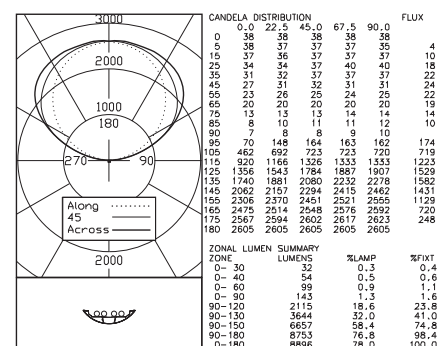 3000
2000
1000
180
270
90
Along
45
Across
2000
CANDELA DISTRIBUTION FLUX
0.0 22.5 45.0 67.5 90.0
0 38 38 38 38 38
5 38 37 37 37 35 4
15 37 36 37 37 37 10
25 34 34 37 40 40 18
35 31 32 37 37 37 22
45 27 31 32 31 31 24
55 23 26 25 24 25 22
65 20 20 20 20 20 19
75 13 13 13 14 14 14
85 8 10 11 11 12 10
90 7 8 8 9 10
95 70 148 164 163 162 174
105 462 692 723 723 720 719
115 920 1166 1326 1333 1333 1223
125 1356 1543 1784 1887 1907 1529
135 1740 1881 2080 2232 2278 1582
145 2062 2157 2294 2415 2462 1431
155 2306 2370 2451 2521 2555 1129
165 2475 2514 2548 2576 2592 720
175 2567 2594 2602 2617 2623 248
180 2605 2605 2605 2605 2605
ZONAL LUMEN SUMMARY
ZONE LUMENS %LAMP %FIXT
0- 30 32 0.3 0.4
0- 40 54 0.5 0.6
0- 60 99 0.9 1.1
0- 90 143 1.3 1.6
90-120 2115 18.6 23.8
90-130 3644 32.0 41.0
90-150 6657 58.4 74.8
90-180 8753 76.8 98.4
0-180 8896 78.0 100.0